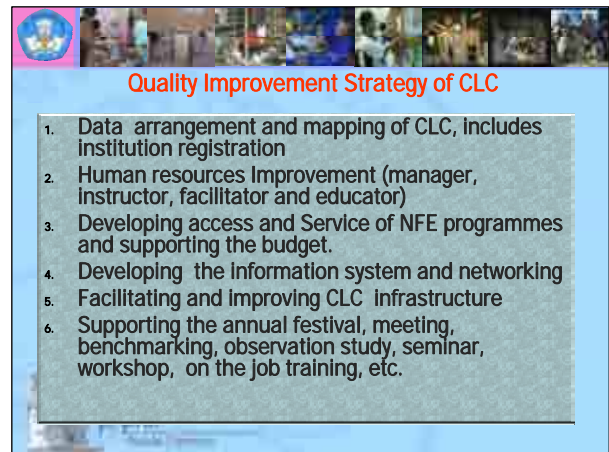 Quality Improvement Strategy of CLC
1. Data arrangement and mapping of CLC, includes
institution registration
2. Human resources Improvement (manager,
instructor, facilitator and educator)
3. Developing access and Service of NFE programmes
and supporting the budget.
4. Developing the information system and networking
5. Facilitating and improving CLC infrastructure
6. Supporting the annual festival, meeting,
benchmarking, observation study, seminar,
workshop, on the job training, etc.